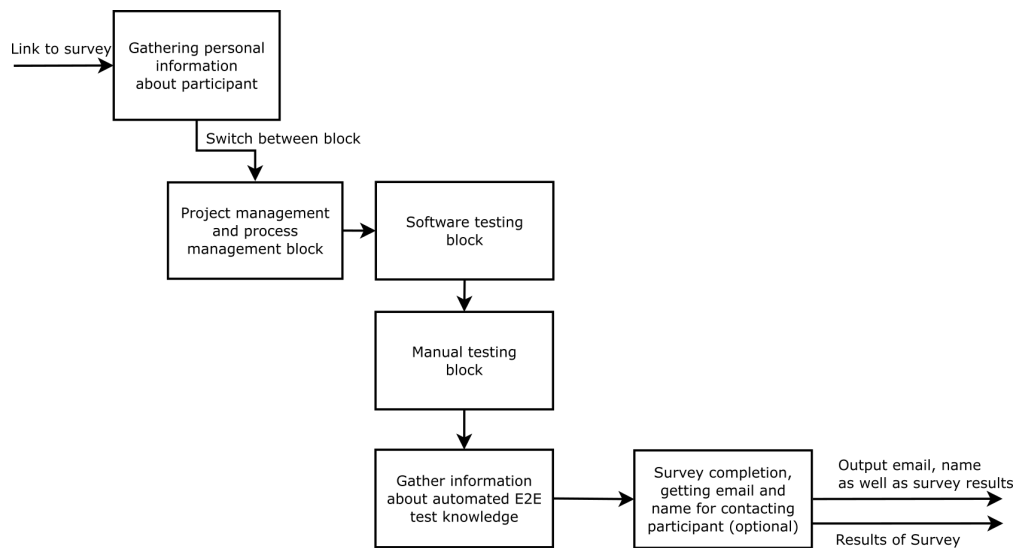 Link to survey
Gathering personal
information
about participant
Switch between block
Project management
and process
management block
Software testing
block
Manual testing
block
Gather information
about automated E2E
test knowledge
Survey completion,
getting email and
name for contacting
participant (optional)
Output email, name
as well as survey results
Results of Survey